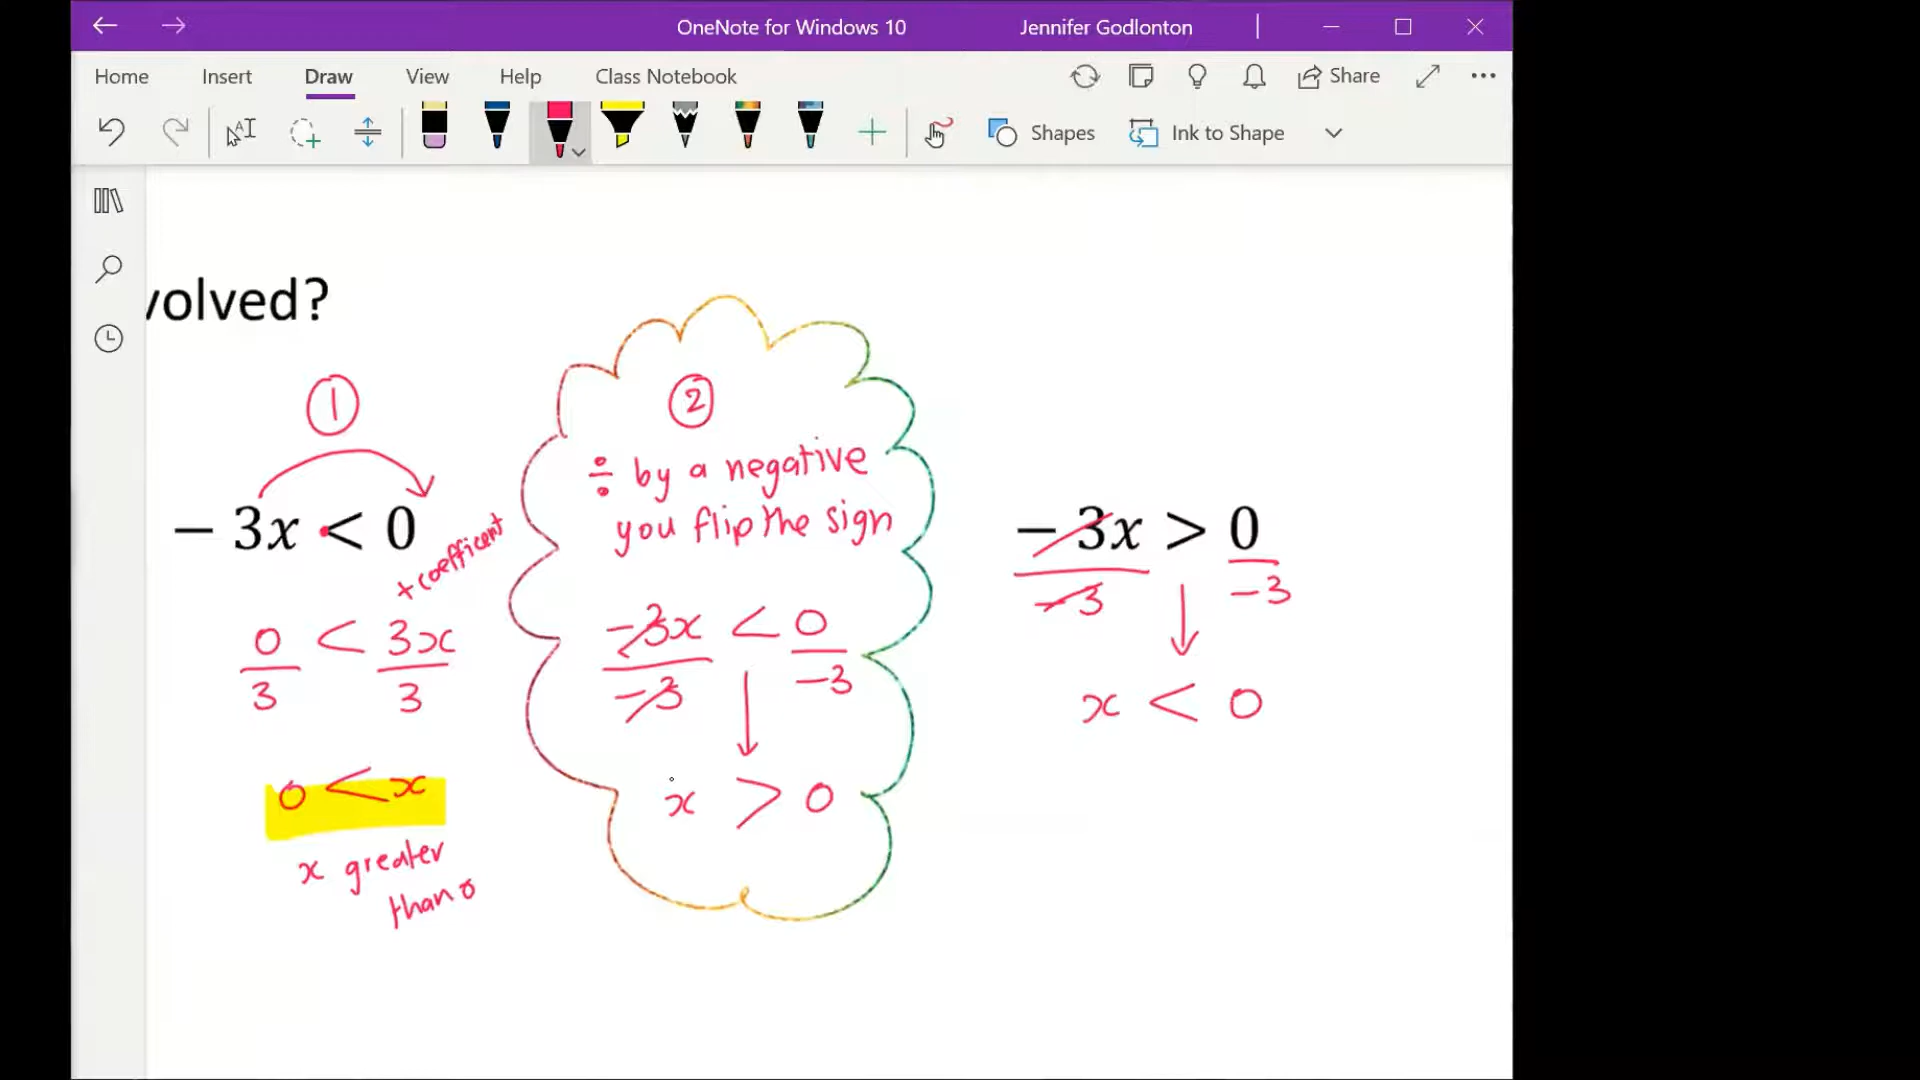 OneNote for Windows 10
Jennifer Godlonton
Home Insert Draw View Help Class Notebook
Share
Shapes
Ink to Shape
volved?
1
− 3x < 0
+ coefficent
0 < 3x
3 3
0 < x
x greater
than 0
2
÷ by a negative
you flip the sign
-3x < 0
-3 -3
x > 0
− 3x > 0
-3 -3
x < 0